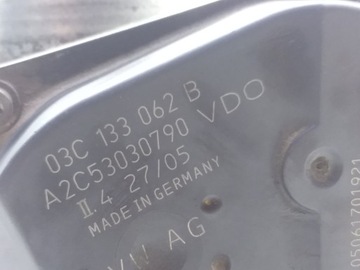 03C 133 062 B
A2C53030790 VDO
II.4 27/05
MADE IN GERMANY
VW AG